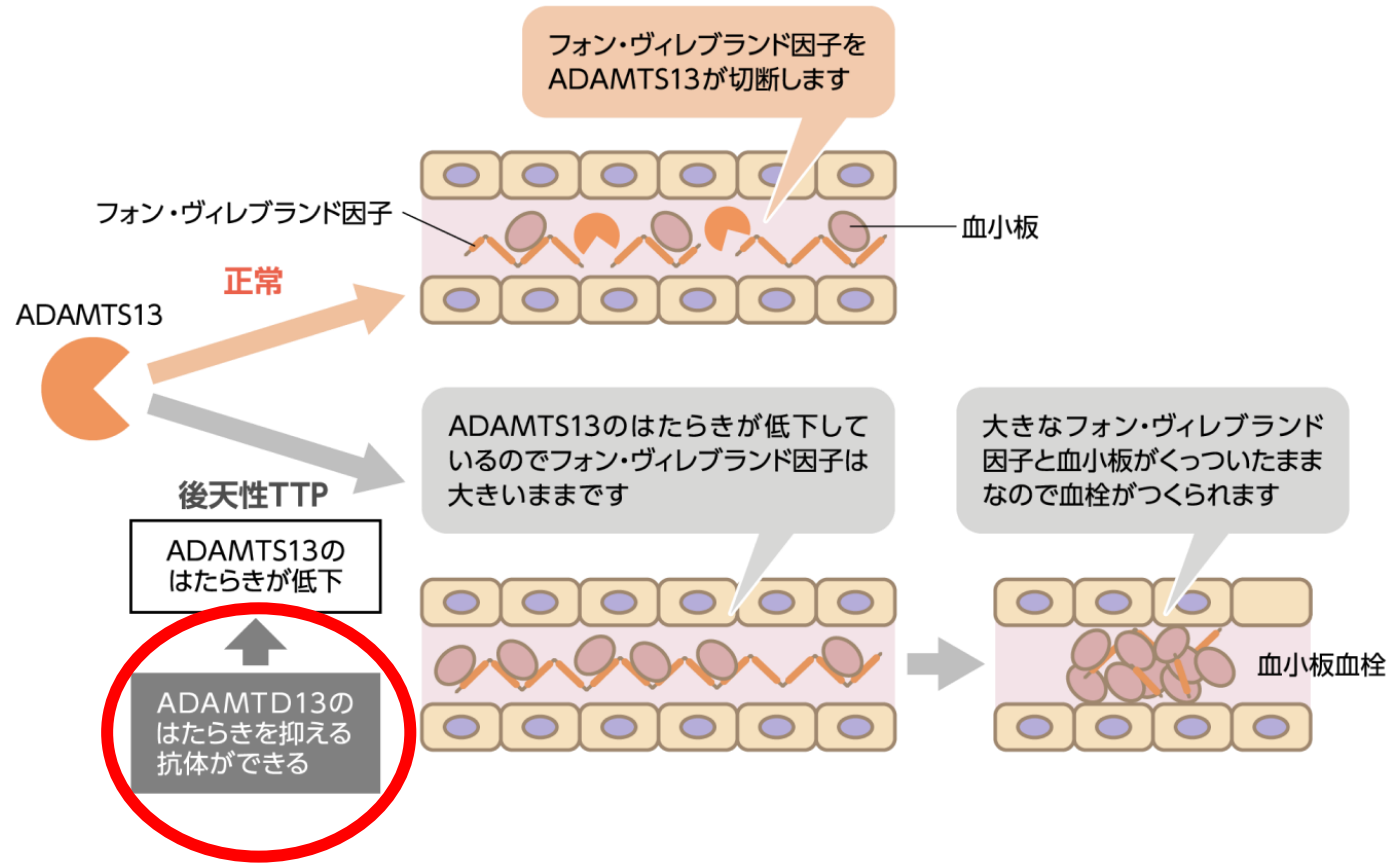 フォン・ヴィレブランド因子を
ADAMTS13が切断します
フォン・ヴィレブランド因子
血小板
正常
ADAMTS13
ADAMTS13のはたらきが低下して
いるのでフォン・ヴィレブランド因子は
大きいままです
大きなフォン・ヴィレブランド
因子と血小板がくっついたまま
なので血栓がつくられます
後天性TTP
ADAMTS13の
はたらきが低下
血小板血栓
ADAMTD13の
はたらきを抑える
抗体ができる